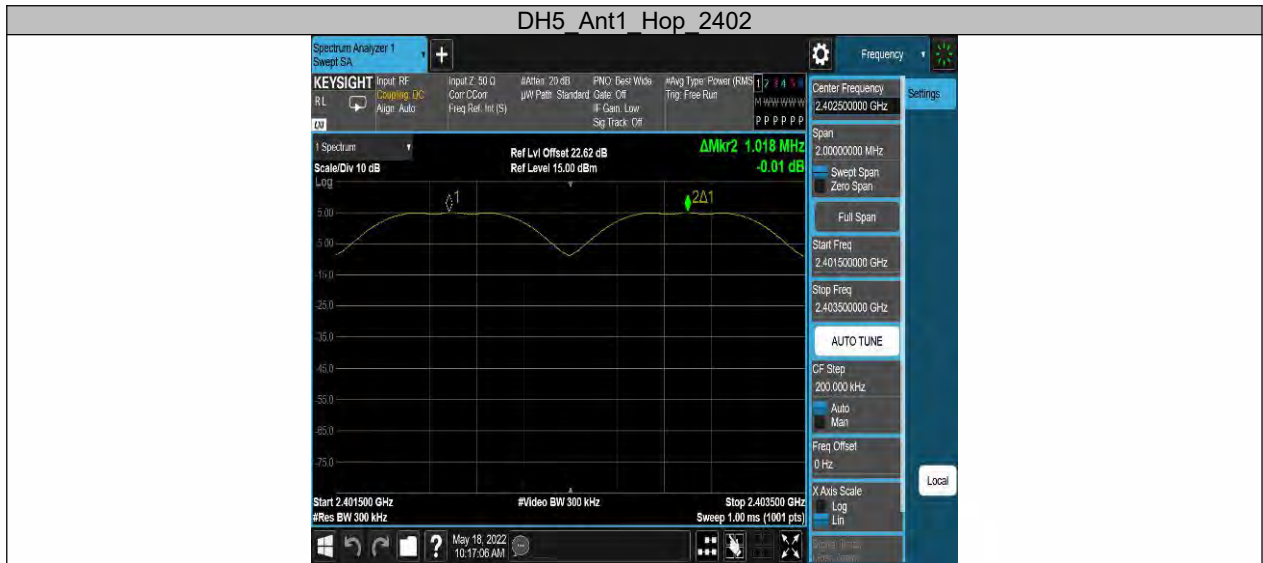 DH5_Ant1_Hop_2402
Spectrum Analyzer 1
Swept SA
+
Frequency
KEYSIGHT
RL
Input: RF
Coupling: DC
Align: Auto
Input Z: 50 Ω
Corr CCorr
Freq Ref: Int (S)
#Atten: 20 dB
µW Path: Standard
PNO: Best Wide
Gate: Off
IF Gain: Low
Sig Track: Off
#Avg Type: Power (RMS
Trig: Free Run
1 2 3 4 5 6
M W W W W W
P P P P P P
Settings
Center Frequency
2.402500000 GHz
Span
2.00000000 MHz
Swept Span
Zero Span
Full Span
Start Freq
2.401500000 GHz
Stop Freq
2.403500000 GHz
AUTO TUNE
CF Step
200.000 kHz
Auto
Man
Freq Offset
0 Hz
X Axis Scale
Log
Lin
Local
1 Spectrum
Scale/Div 10 dB
Log
Ref Lvl Offset 22.62 dB
Ref Level 15.00 dBm
ΔMkr2 1.018 MHz
-0.01 dB
1
2Δ1
5.00
-5.00
-15.0
-25.0
-35.0
-45.0
-55.0
-65.0
-75.0
Start 2.401500 GHz
#Res BW 300 kHz
#Video BW 300 kHz
Stop 2.403500 GHz
Sweep 1.00 ms (1001 pts)
?
May 18, 2022
10:17:06 AM